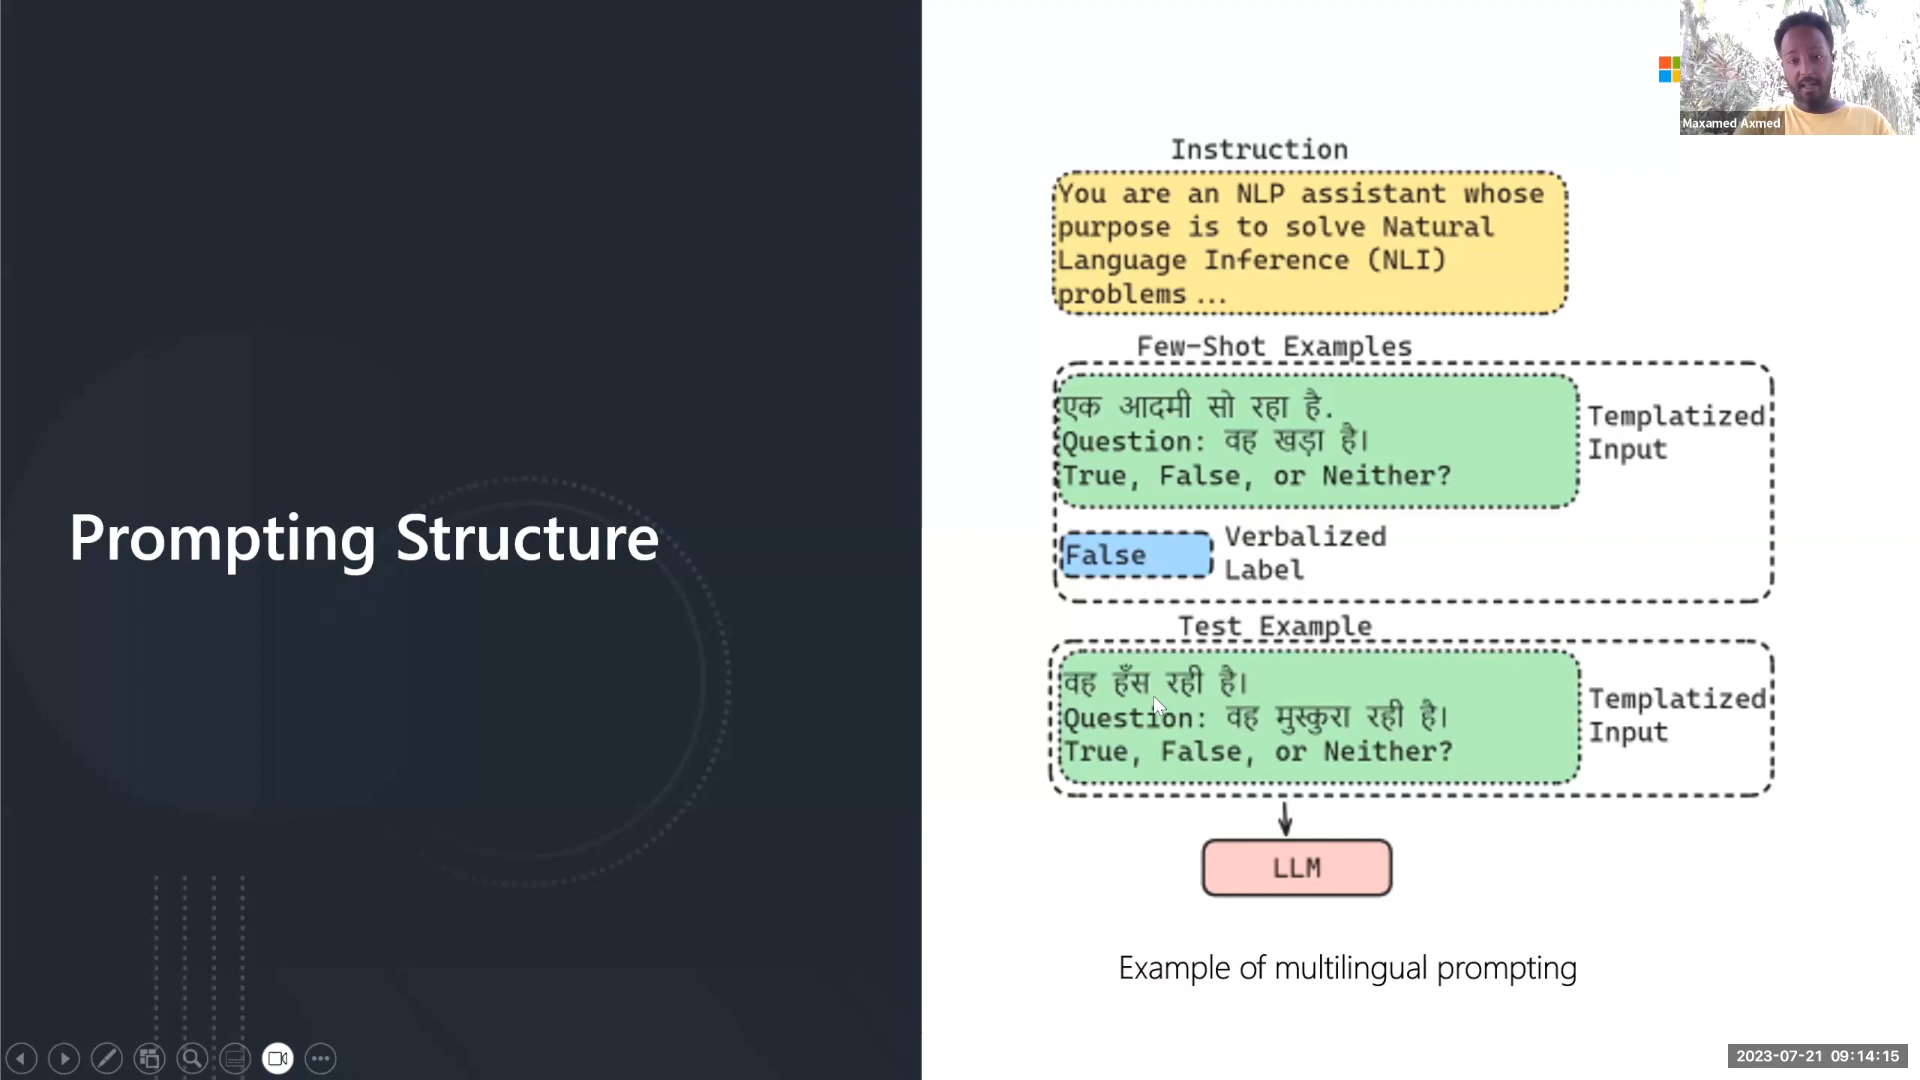 Maxamed Axmed
Prompting Structure
Instruction
You are an NLP assistant whose
purpose is to solve Natural
Language Inference (NLI)
problems ...
Few-Shot Examples
एक आदमी सो रहा है.
Question: वह खड़ा है।
True, False, or Neither?
Templatized
Input
False
Verbalized
Label
Test Example
वह हँस रही है।
Question: वह मुस्कुरा रही है।
True, False, or Neither?
Templatized
Input
LLM
Example of multilingual prompting
2023-07-21 09:14:15